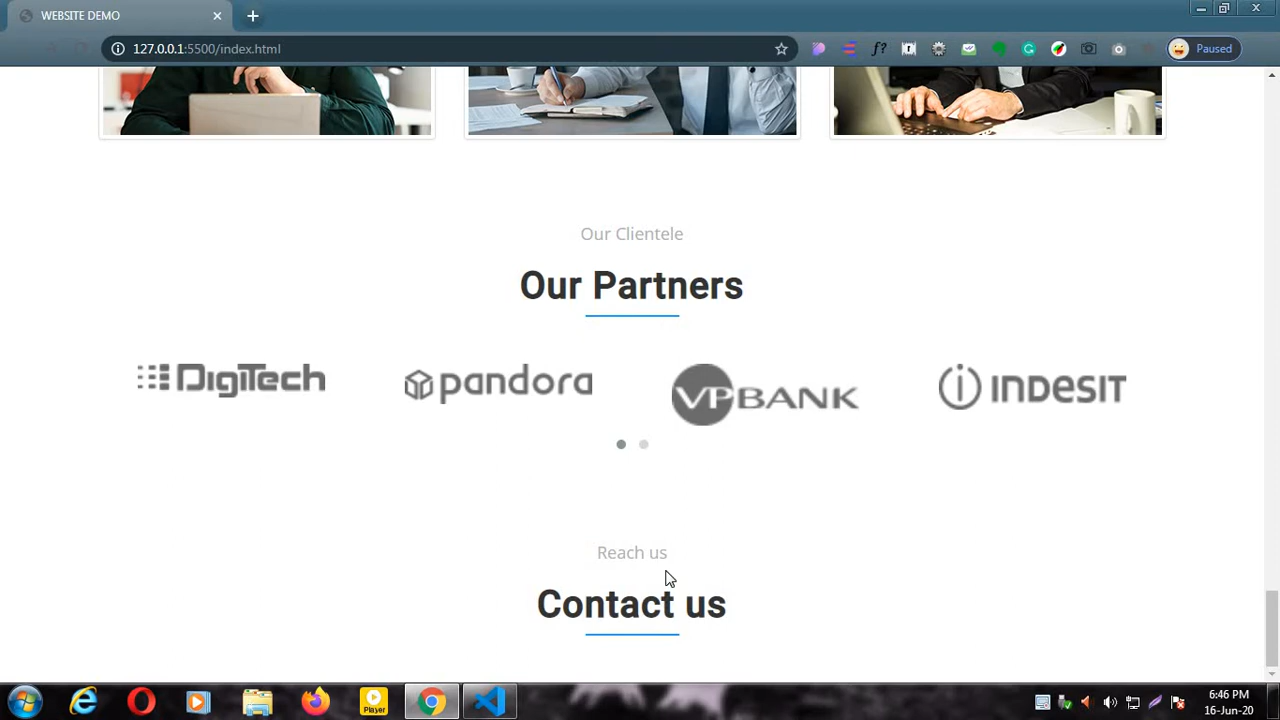 WEBSITE DEMO
127.0.0.1:5500/index.html
f?
Paused
Our Clientele
Our Partners
DigiTech
pandora
VPBANK
INDESIT
Reach us
Contact us
Player
6:46 PM
16-Jun-20